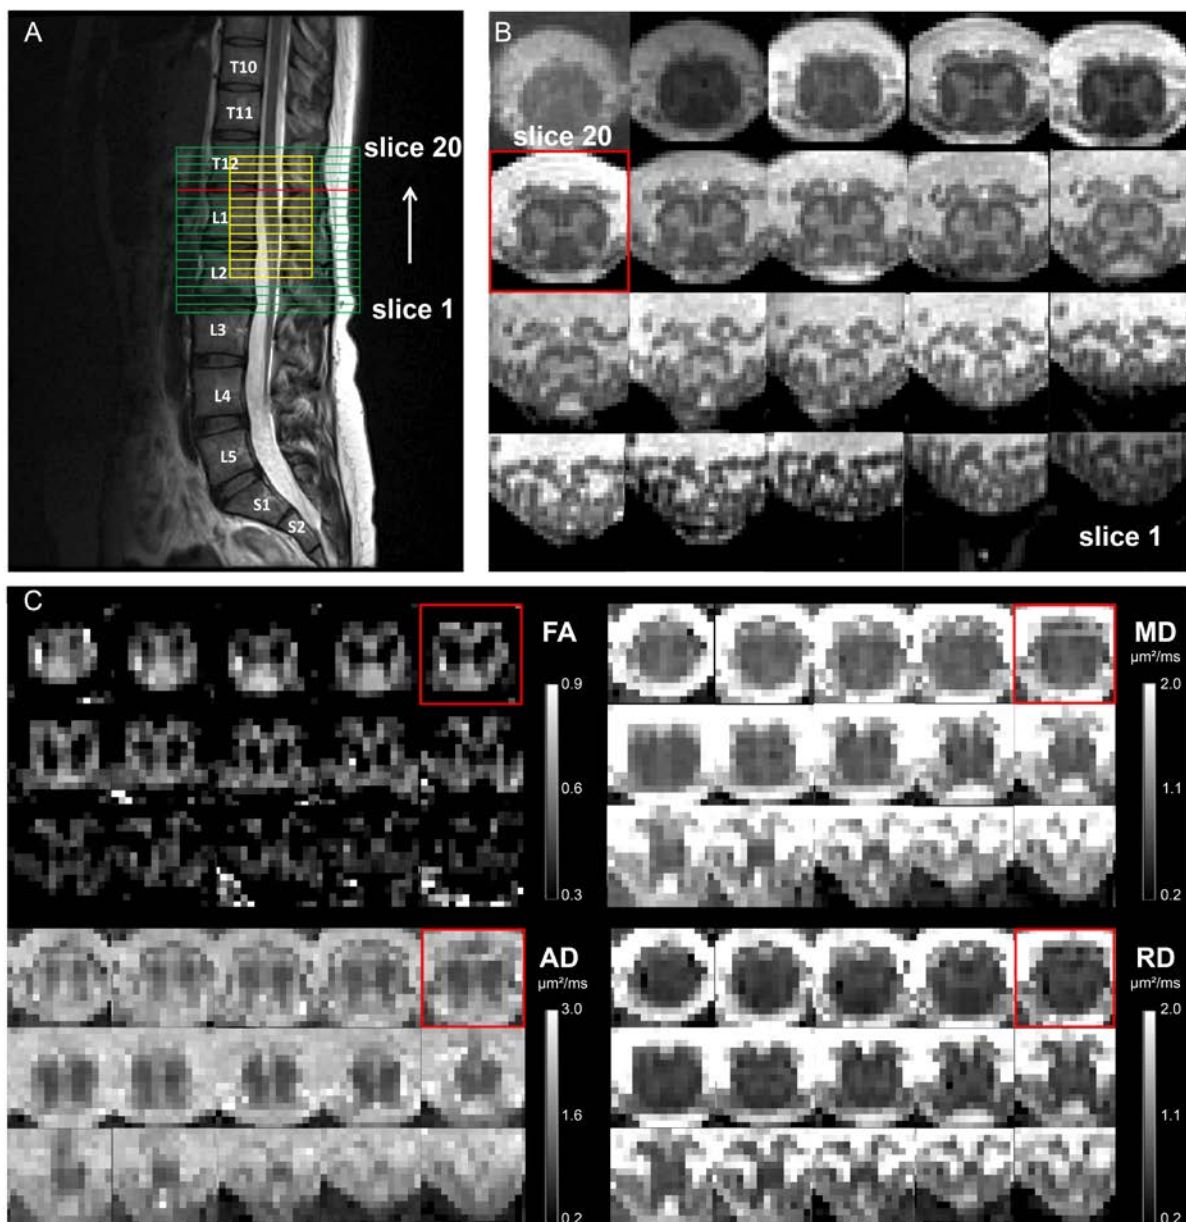 A
T10
T11
T12
L1
L2
L3
L4
L5
S1
S2
slice 20
slice 1
B
slice 20
slice 1
C
FA
0.9
0.6
0.3
MD
µm²/ms
2.0
1.1
0.2
AD
µm²/ms
3.0
1.6
0.2
RD
µm²/ms
2.0
1.1
0.2